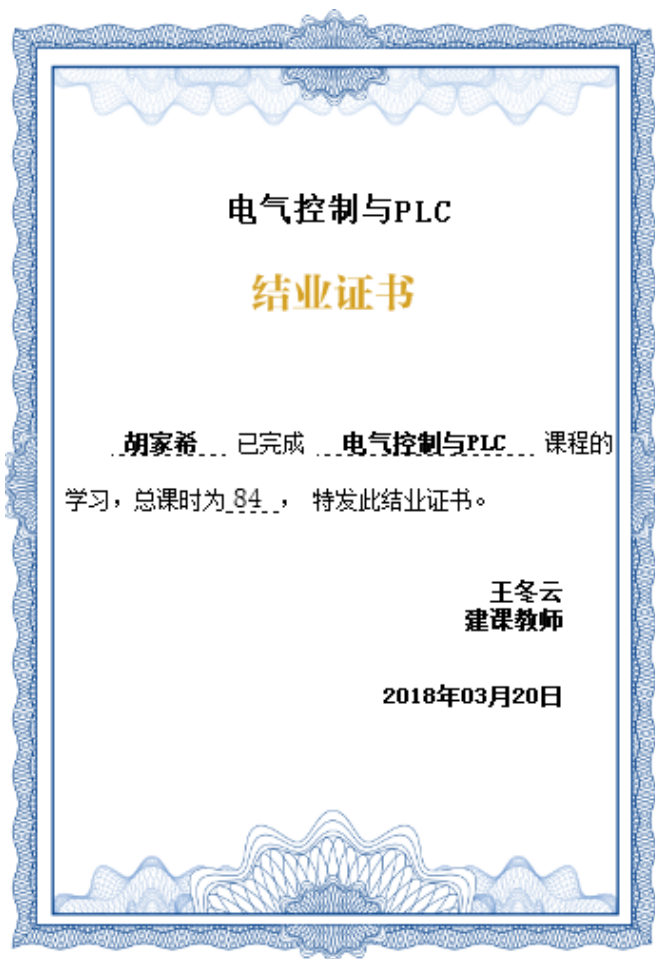 电气控制与PLC
结业证书
胡家希 已完成 电气控制与PLC 课程的
学习，总课时为 84 ， 特发此结业证书。
王冬云
建课教师
2018年03月20日